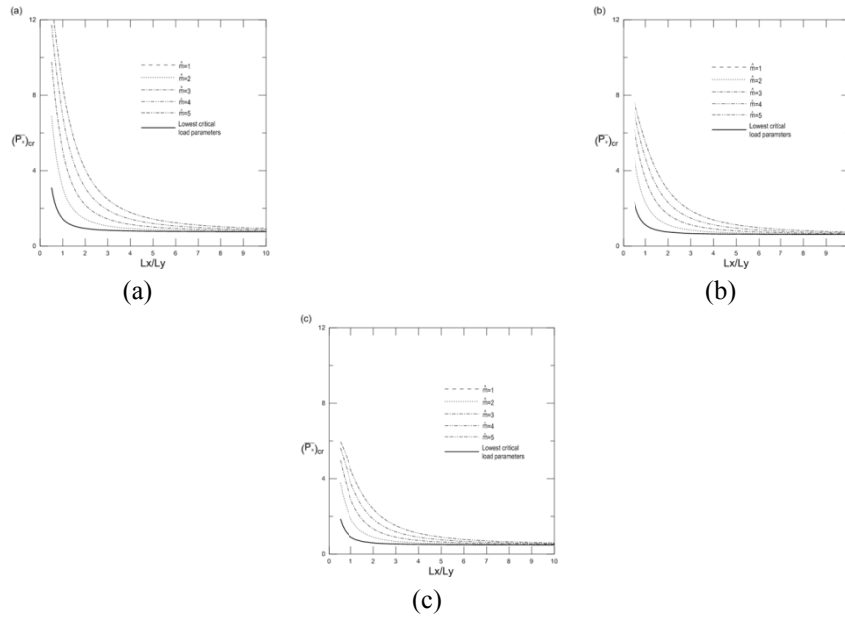 (a)
12
8
4
0
(P̅ₓ)cr
m̂=1
m̂=2
m̂=3
m̂=4
m̂=5
Lowest critical
load parameters
0 1 2 3 4 5 6 7 8 9 10
Lx/Ly
(a)
(b)
12
8
4
0
(P̅ₓ)cr
m̂=1
m̂=2
m̂=3
m̂=4
m̂=5
Lowest critical
load parameters
0 1 2 3 4 5 6 7 8 9
Lx/Ly
(b)
(c)
12
8
4
0
(P̅ₓ)cr
m̂=1
m̂=2
m̂=3
m̂=4
m̂=5
Lowest critical
load parameters
0 1 2 3 4 5 6 7 8 9 10
Lx/Ly
(c)